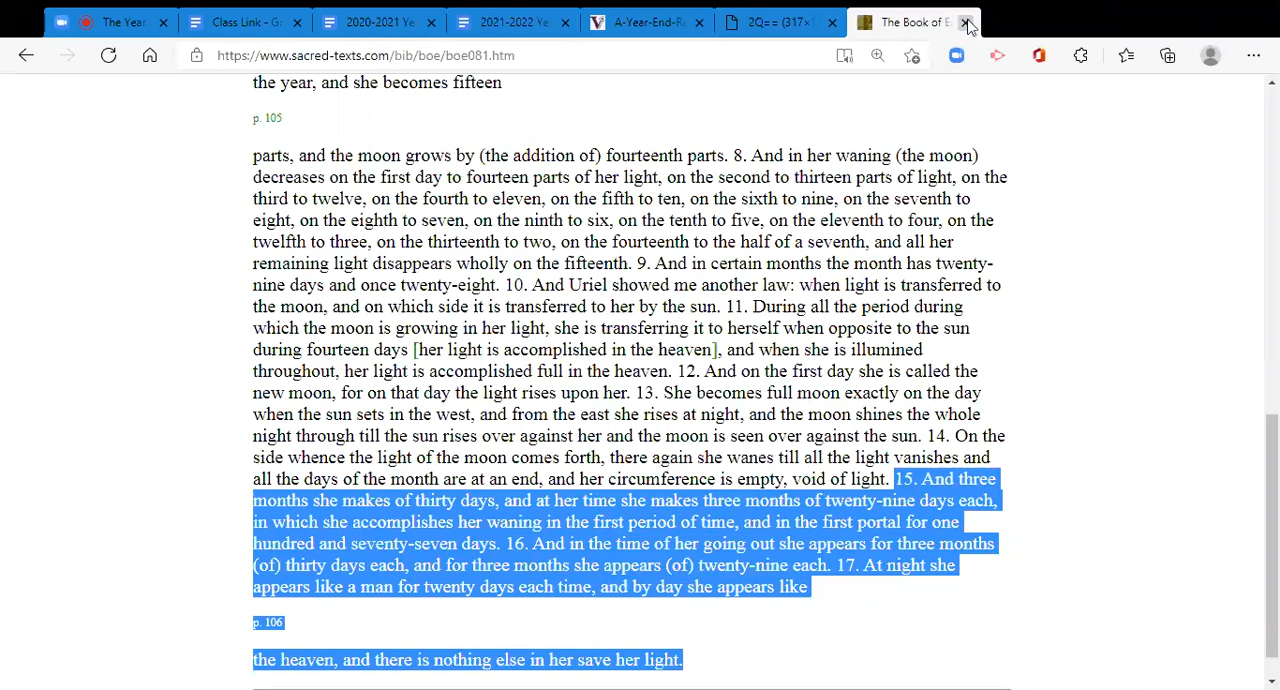 The Year
Class Link - G
2020-2021 Ye
2021-2022 Ye
A-Year-End-Re
2Q== (317×
The Book of E
https://www.sacred-texts.com/bib/boe/boe081.htm
the year, and she becomes fifteen
p. 105
parts, and the moon grows by (the addition of) fourteenth parts. 8. And in her waning (the moon)
decreases on the first day to fourteen parts of her light, on the second to thirteen parts of light, on the
third to twelve, on the fourth to eleven, on the fifth to ten, on the sixth to nine, on the seventh to
eight, on the eighth to seven, on the ninth to six, on the tenth to five, on the eleventh to four, on the
twelfth to three, on the thirteenth to two, on the fourteenth to the half of a seventh, and all her
remaining light disappears wholly on the fifteenth. 9. And in certain months the month has twenty-
nine days and once twenty-eight. 10. And Uriel showed me another law: when light is transferred to
the moon, and on which side it is transferred to her by the sun. 11. During all the period during
which the moon is growing in her light, she is transferring it to herself when opposite to the sun
during fourteen days [her light is accomplished in the heaven], and when she is illumined
throughout, her light is accomplished full in the heaven. 12. And on the first day she is called the
new moon, for on that day the light rises upon her. 13. She becomes full moon exactly on the day
when the sun sets in the west, and from the east she rises at night, and the moon shines the whole
night through till the sun rises over against her and the moon is seen over against the sun. 14. On the
side whence the light of the moon comes forth, there again she wanes till all the light vanishes and
all the days of the month are at an end, and her circumference is empty, void of light. 15. And three
months she makes of thirty days, and at her time she makes three months of twenty-nine days each,
in which she accomplishes her waning in the first period of time, and in the first portal for one
hundred and seventy-seven days. 16. And in the time of her going out she appears for three months
(of) thirty days each, and for three months she appears (of) twenty-nine each. 17. At night she
appears like a man for twenty days each time, and by day she appears like
p. 106
the heaven, and there is nothing else in her save her light.